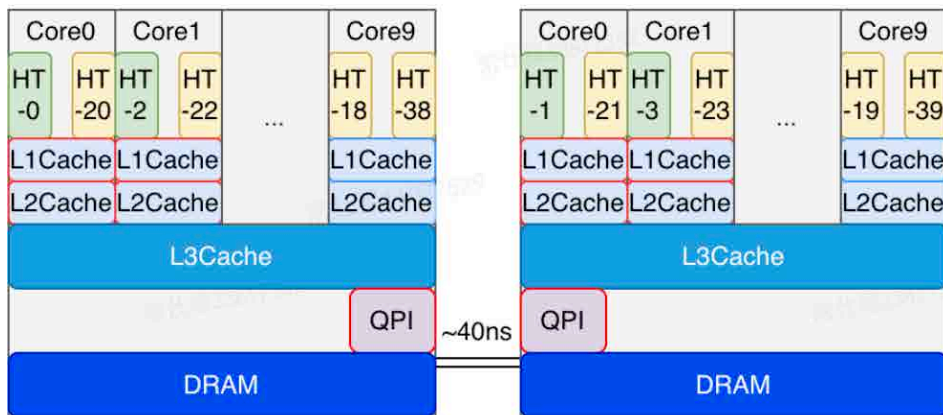 Core0 Core1 Core9 Core0 Core1 Core9
HT HT HT HT HT HT HT HT HT HT HT HT
-0 -20 -2 -22 ... -18 -38 -1 -21 -3 -23 ... -19 -39
L1Cache L1Cache L1Cache L1Cache L1Cache L1Cache
L2Cache L2Cache L2Cache L2Cache L2Cache L2Cache
L3Cache L3Cache
QPI ~40ns QPI
DRAM DRAM